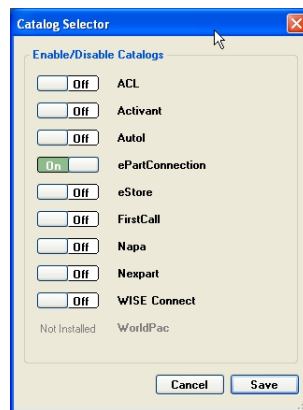 Catalog Selector
Enable/Disable Catalogs
Off ACL
Off Activant
Off AutoI
On ePartConnection
Off eStore
Off FirstCall
Off Napa
Off Nexpart
Off WISE Connect
Not Installed WorldPac
Cancel Save